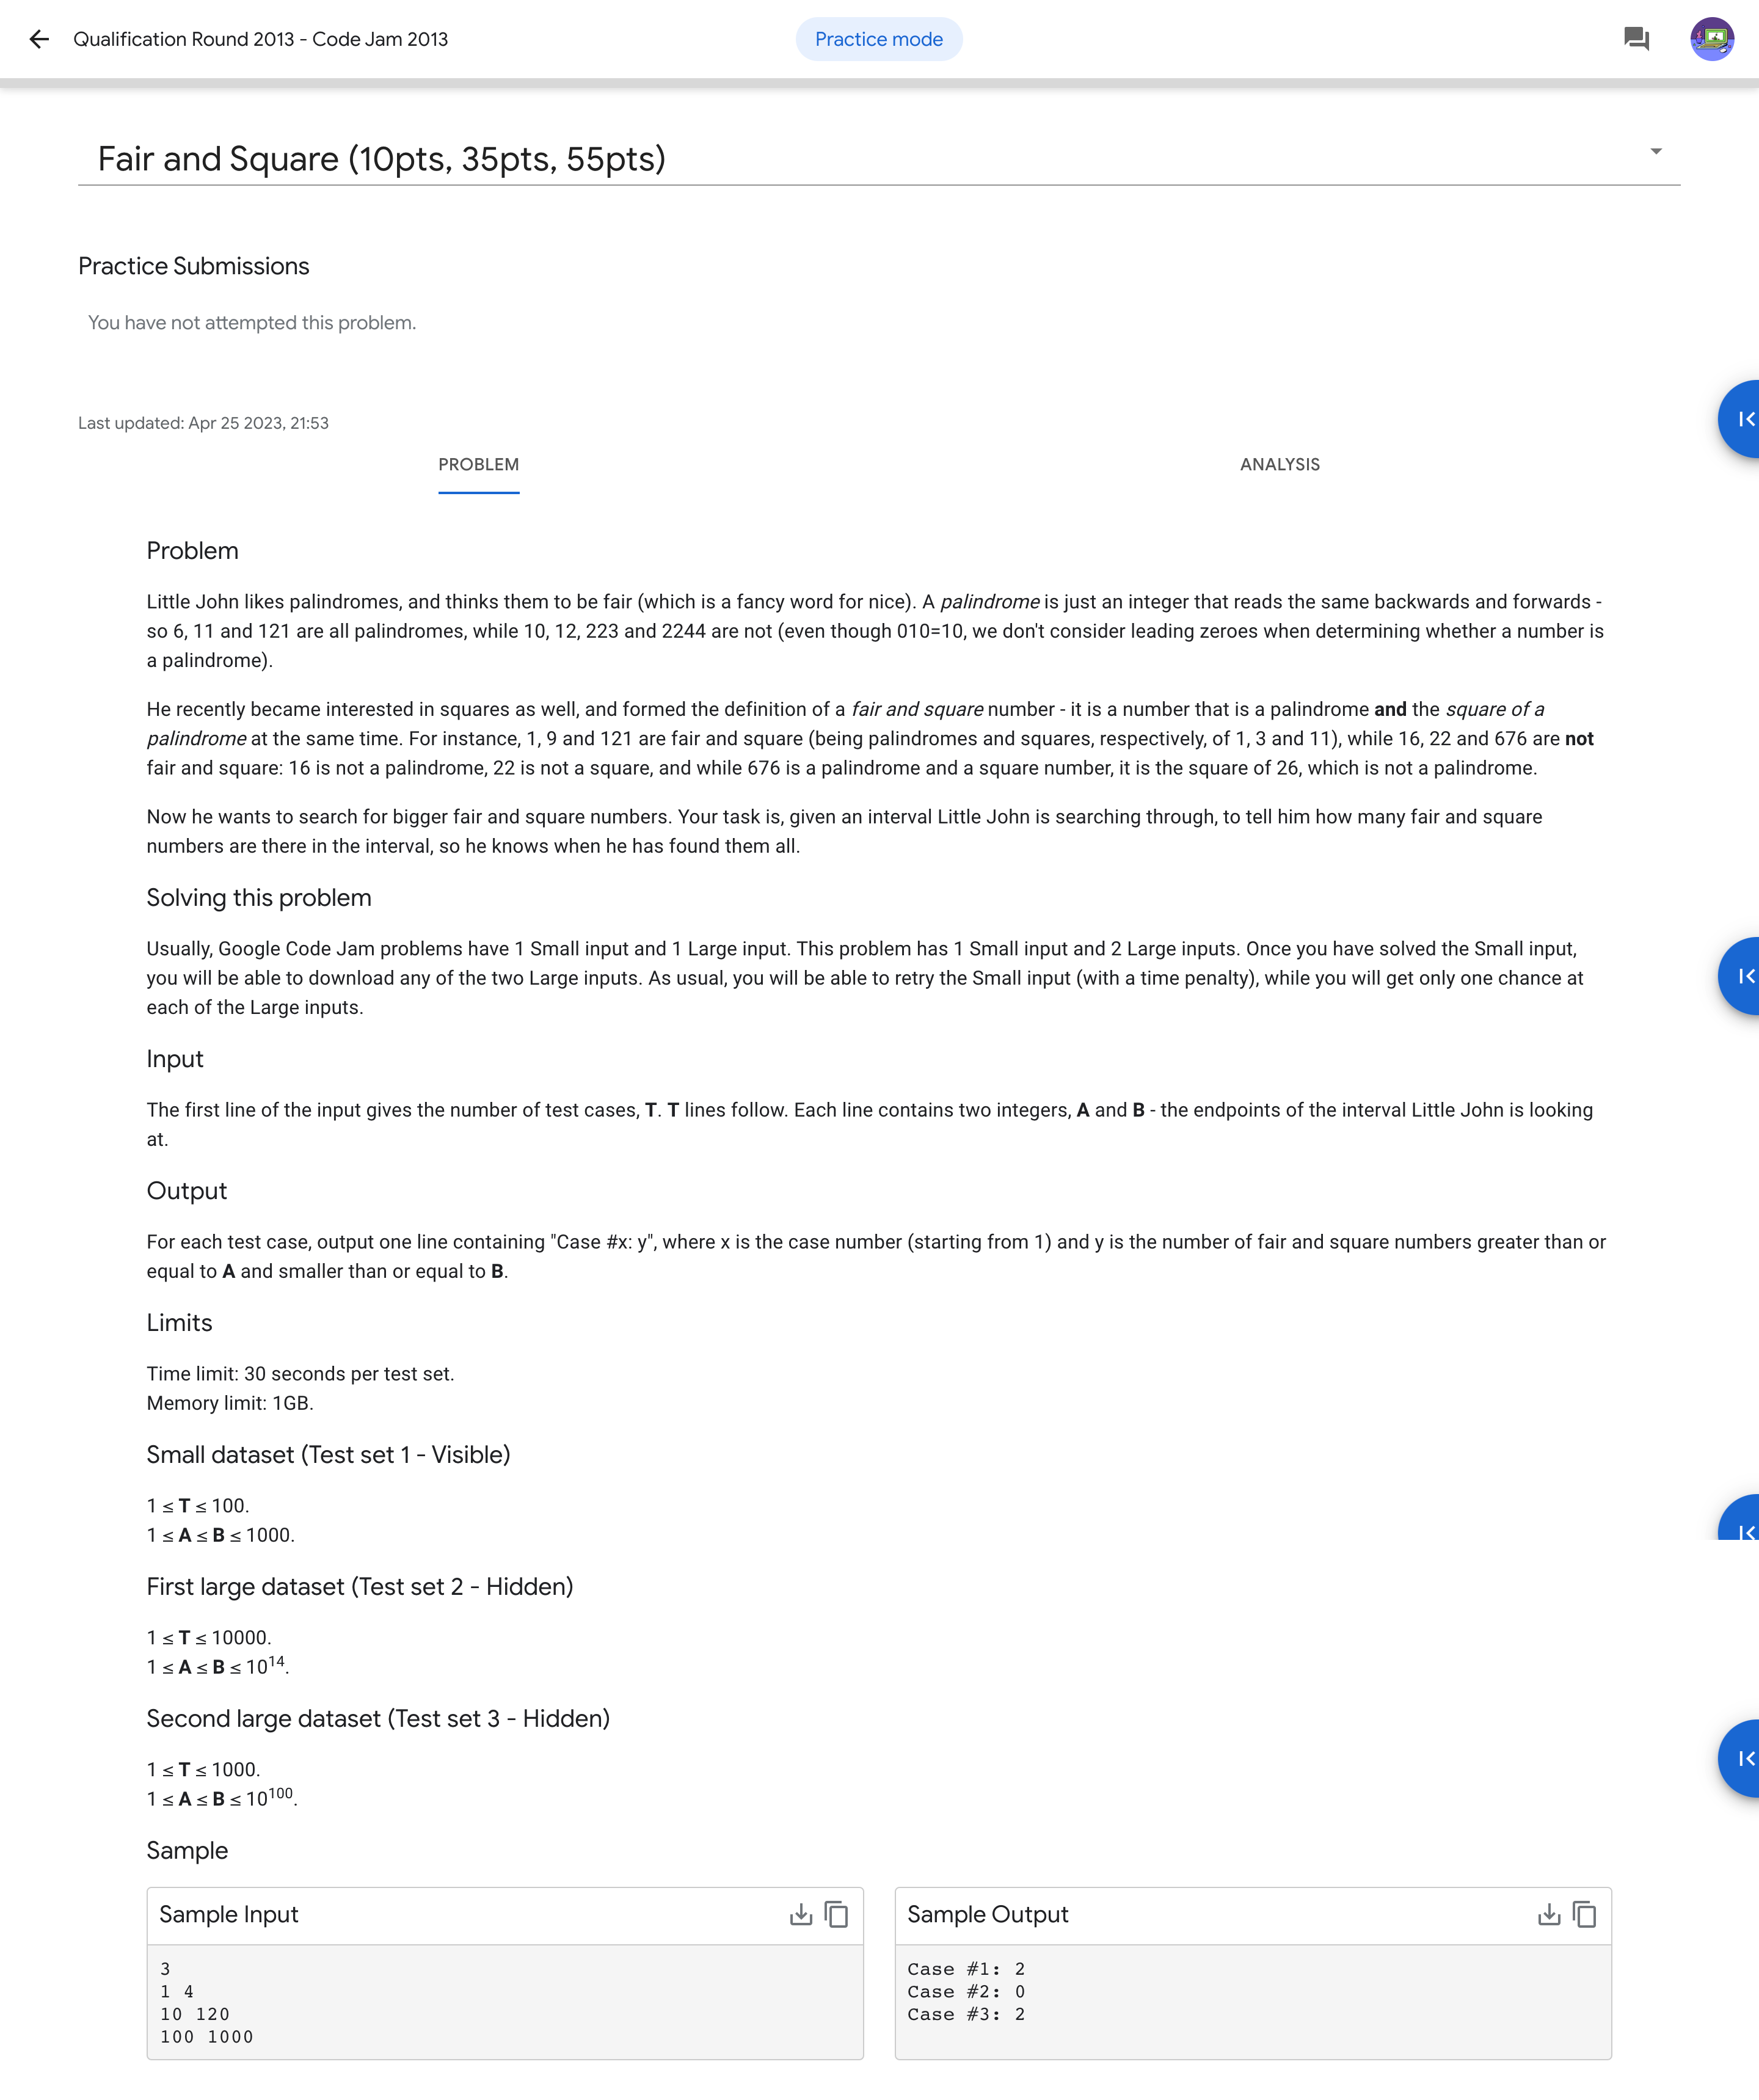 Qualification Round 2013 - Code Jam 2013
Practice mode
Fair and Square (10pts, 35pts, 55pts)
Practice Submissions
You have not attempted this problem.
Last updated: Apr 25 2023, 21:53
PROBLEM
ANALYSIS
Problem
Little John likes palindromes, and thinks them to be fair (which is a fancy word for nice). A palindrome is just an integer that reads the same backwards and forwards -
so 6, 11 and 121 are all palindromes, while 10, 12, 223 and 2244 are not (even though 010=10, we don't consider leading zeroes when determining whether a number is
a palindrome).
He recently became interested in squares as well, and formed the definition of a fair and square number - it is a number that is a palindrome and the square of a
palindrome at the same time. For instance, 1, 9 and 121 are fair and square (being palindromes and squares, respectively, of 1, 3 and 11), while 16, 22 and 676 are not
fair and square: 16 is not a palindrome, 22 is not a square, and while 676 is a palindrome and a square number, it is the square of 26, which is not a palindrome.
Now he wants to search for bigger fair and square numbers. Your task is, given an interval Little John is searching through, to tell him how many fair and square
numbers are there in the interval, so he knows when he has found them all.
Solving this problem
Usually, Google Code Jam problems have 1 Small input and 1 Large input. This problem has 1 Small input and 2 Large inputs. Once you have solved the Small input,
you will be able to download any of the two Large inputs. As usual, you will be able to retry the Small input (with a time penalty), while you will get only one chance at
each of the Large inputs.
Input
The first line of the input gives the number of test cases, T. T lines follow. Each line contains two integers, A and B - the endpoints of the interval Little John is looking
at.
Output
For each test case, output one line containing "Case #x: y", where x is the case number (starting from 1) and y is the number of fair and square numbers greater than or
equal to A and smaller than or equal to B.
Limits
Time limit: 30 seconds per test set.
Memory limit: 1GB.
Small dataset (Test set 1 - Visible)
1 ≤ T ≤ 100.
1 ≤ A ≤ B ≤ 1000.
First large dataset (Test set 2 - Hidden)
1 ≤ T ≤ 10000.
1 ≤ A ≤ B ≤ 10¹⁴.
Second large dataset (Test set 3 - Hidden)
1 ≤ T ≤ 1000.
1 ≤ A ≤ B ≤ 10¹⁰⁰.
Sample
Sample Input
3
1 4
10 120
100 1000
Sample Output
Case #1: 2
Case #2: 0
Case #3: 2